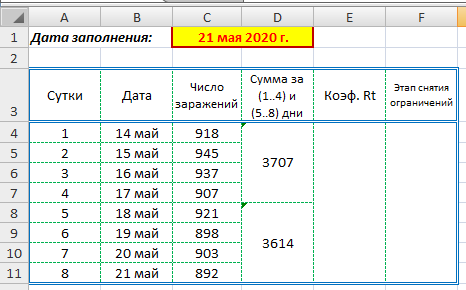 A B C D E F
1 Дата заполнения: 21 мая 2020 г.
2
3 Сутки Дата Число заражений Сумма за (1..4) и (5..8) дни Коэф. Rt Этап снятия ограничений
4 1 14 май 918 3707
5 2 15 май 945
6 3 16 май 937
7 4 17 май 907
8 5 18 май 921 3614
9 6 19 май 898
10 7 20 май 903
11 8 21 май 892